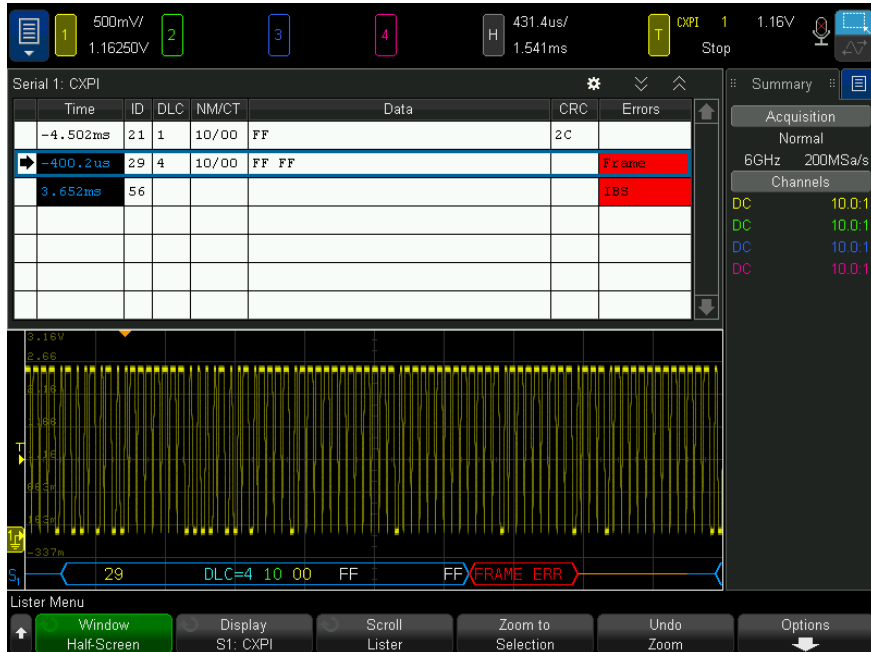 1 500mV/ 2 3 4 H 431.4us/ T CXPI 1 1.16V
1.16250V 1.541ms Stop
Serial 1: CXPI
Time ID DLC NM/CT Data CRC Errors
-4.502ms 21 1 10/00 FF 2C
-400.2us 29 4 10/00 FF FF Frame
3.652ms 56 IBS
Summary
Acquisition
Normal
6GHz 200MSa/s
Channels
DC 10.0:1
DC 10.0:1
DC 10.0:1
DC 10.0:1
3.16V
2.66
T
-337m
S1 29 DLC=4 10 00 FF FF FRAME ERR
Lister Menu
Window Display Scroll Zoom to Undo Options
Half-Screen S1: CXPI Lister Selection Zoom